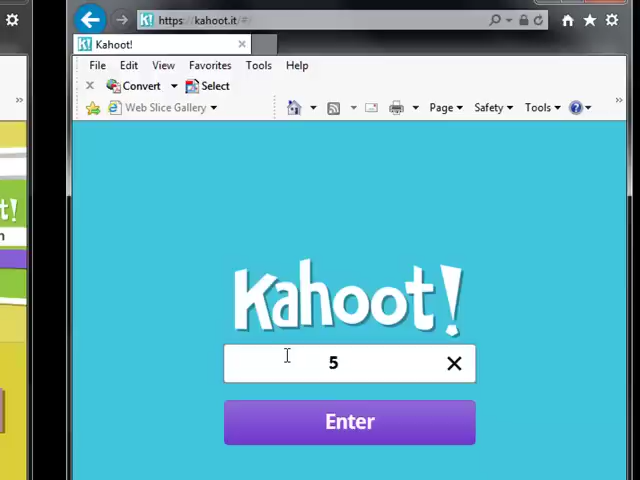 https://kahoot.it/#/
K! Kahoot!
File Edit View Favorites Tools Help
Convert Select
Web Slice Gallery Page Safety Tools
t!
n
Kahoot!
5
Enter